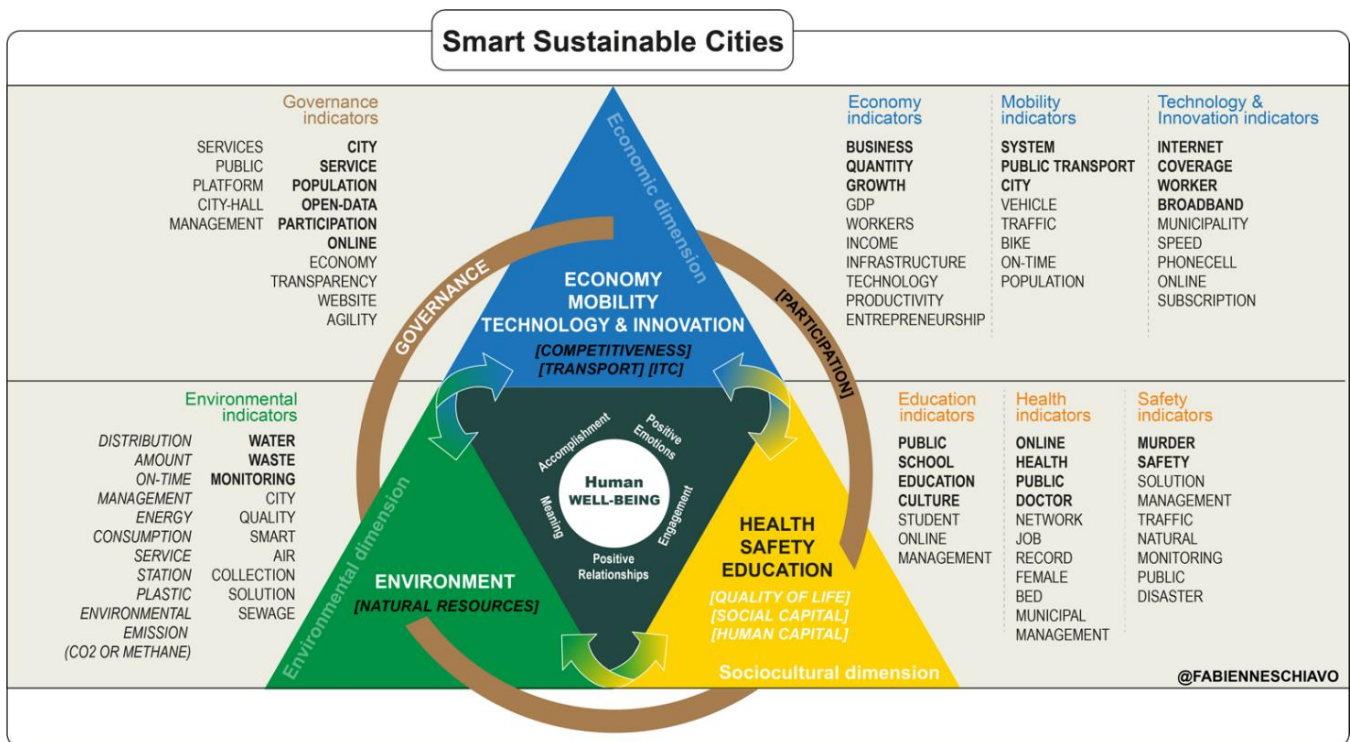 Smart Sustainable Cities
Governance
indicators
SERVICES
PUBLIC
PLATFORM
CITY-HALL
MANAGEMENT
CITY
SERVICE
POPULATION
OPEN-DATA
PARTICIPATION
ONLINE
ECONOMY
TRANSPARENCY
WEBSITE
AGILITY
Economy
indicators
BUSINESS
QUANTITY
GROWTH
GDP
WORKERS
INCOME
INFRASTRUCTURE
TECHNOLOGY
PRODUCTIVITY
ENTREPRENEURSHIP
Mobility
indicators
SYSTEM
PUBLIC TRANSPORT
CITY
VEHICLE
TRAFFIC
BIKE
ON-TIME
POPULATION
Technology &
Innovation indicators
INTERNET
COVERAGE
WORKER
BROADBAND
MUNICIPALITY
SPEED
PHONECELL
ONLINE
SUBSCRIPTION
Economic dimension
GOVERNANCE
[PARTICIPATION]
ECONOMY
MOBILITY
TECHNOLOGY & INNOVATION
[COMPETITIVENESS]
[TRANSPORT] [ITC]
Environmental
indicators
DISTRIBUTION
AMOUNT
ON-TIME
MANAGEMENT
ENERGY
CONSUMPTION
SERVICE
STATION
PLASTIC
ENVIRONMENTAL
EMISSION
(CO2 OR METHANE)
WATER
WASTE
MONITORING
CITY
QUALITY
SMART
AIR
COLLECTION
SOLUTION
SEWAGE
Environmental dimension
ENVIRONMENT
[NATURAL RESOURCES]
Accomplishment
Positive
Emotions
Meaning
Human
WELL-BEING
Engagement
Positive
Relationships
HEALTH
SAFETY
EDUCATION
[QUALITY OF LIFE]
[SOCIAL CAPITAL]
[HUMAN CAPITAL]
Sociocultural dimension
Education
indicators
PUBLIC
SCHOOL
EDUCATION
CULTURE
STUDENT
ONLINE
MANAGEMENT
Health
indicators
ONLINE
HEALTH
PUBLIC
DOCTOR
NETWORK
JOB
RECORD
FEMALE
BED
MUNICIPAL
MANAGEMENT
Safety
indicators
MURDER
SAFETY
SOLUTION
MANAGEMENT
TRAFFIC
NATURAL
MONITORING
PUBLIC
DISASTER
@FABIENNESCHIAVO